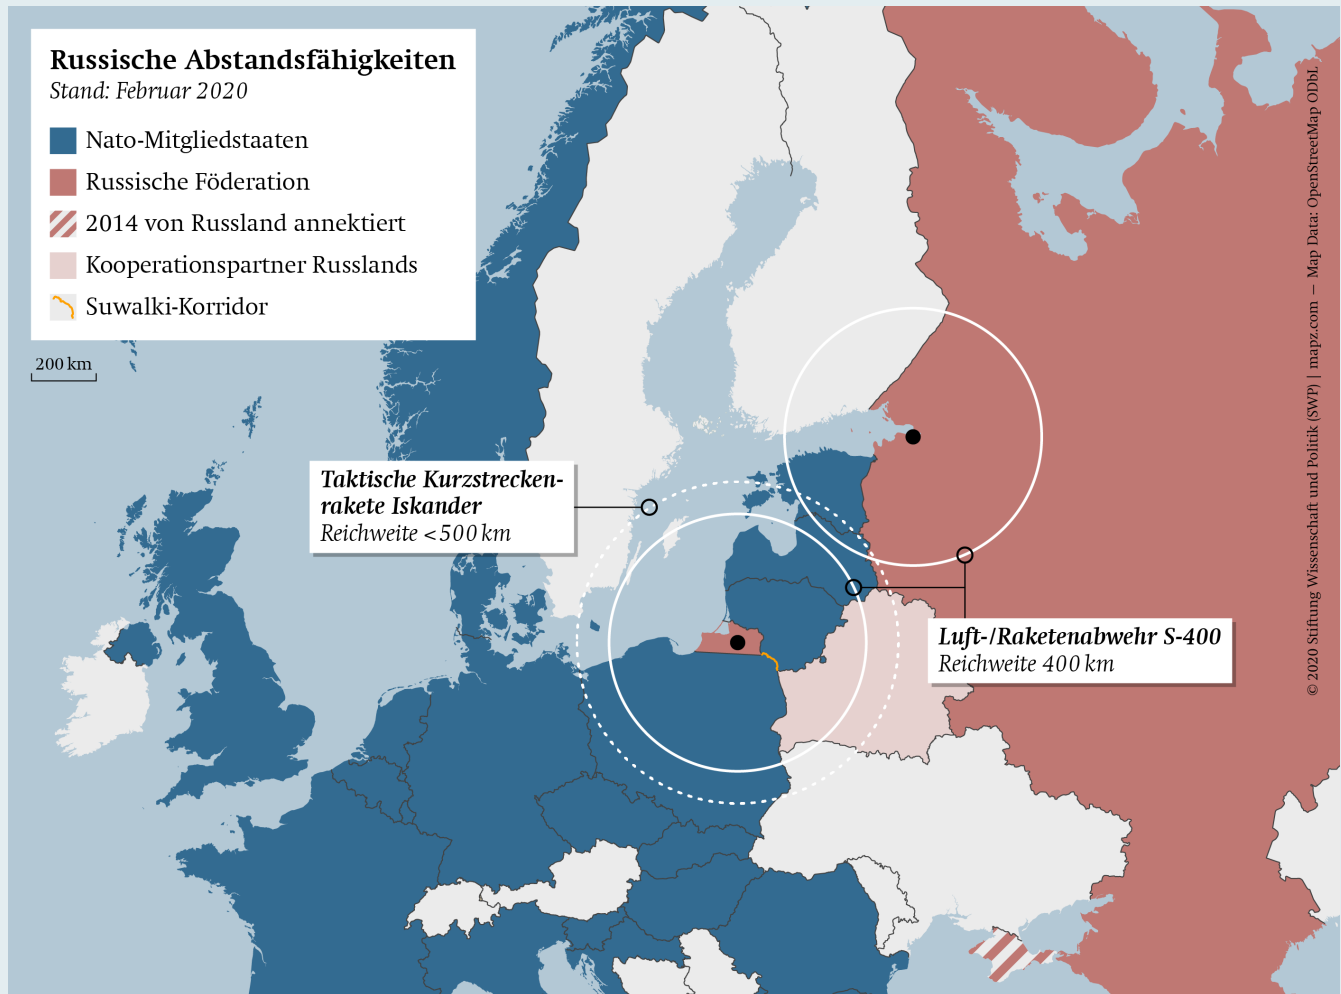 Russische Abstandsfähigkeiten
Stand: Februar 2020
Nato-Mitgliedstaaten
Russische Föderation
2014 von Russland annektiert
Kooperationspartner Russlands
Suwalki-Korridor
200 km
Taktische Kurzstrecken-
rakete Iskander
Reichweite <500 km
Luft-/Raketenabwehr S-400
Reichweite 400 km
© 2020 Stiftung Wissenschaft und Politik (SWP) | mapz.com — Map Data: OpenStreetMap ODbL